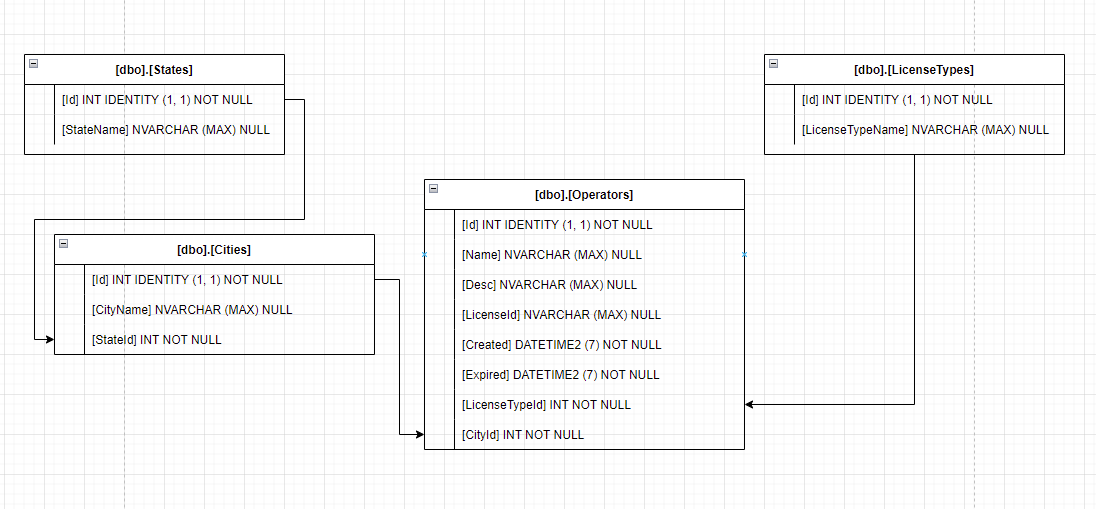 [dbo].[States]
[Id] INT IDENTITY (1, 1) NOT NULL
[StateName] NVARCHAR (MAX) NULL
[dbo].[LicenseTypes]
[Id] INT IDENTITY (1, 1) NOT NULL
[LicenseTypeName] NVARCHAR (MAX) NULL
[dbo].[Cities]
[Id] INT IDENTITY (1, 1) NOT NULL
[CityName] NVARCHAR (MAX) NULL
[StateId] INT NOT NULL
[dbo].[Operators]
[Id] INT IDENTITY (1, 1) NOT NULL
[Name] NVARCHAR (MAX) NULL
[Desc] NVARCHAR (MAX) NULL
[LicenseId] NVARCHAR (MAX) NULL
[Created] DATETIME2 (7) NOT NULL
[Expired] DATETIME2 (7) NOT NULL
[LicenseTypeId] INT NOT NULL
[CityId] INT NOT NULL